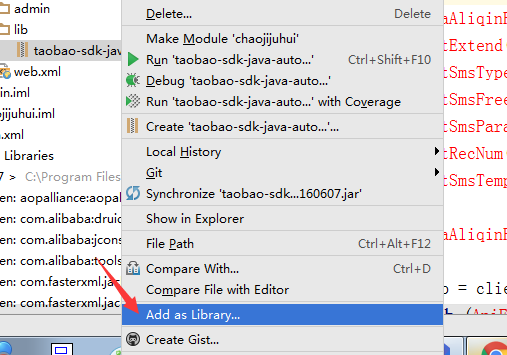 admin
lib
taobao-sdk-jav
web.xml
in.iml
ojijuhui.iml
n.xml
Libraries
7 > C:\Program Files
en: aopalliance:aopal
en: com.alibaba:druid
en: com.alibaba:jcons
en: com.alibaba:tools
en: com.fasterxml.jac
en: com.fasterxml.jac
Delete... Delete
Make Module 'chaojijuhui'
Run 'taobao-sdk-java-auto...' Ctrl+Shift+F10
Debug 'taobao-sdk-java-auto...'
Run 'taobao-sdk-java-auto...' with Coverage
Create 'taobao-sdk-java-auto...'...
Local History
Git
Synchronize 'taobao-sdk...160607.jar'
Show in Explorer
File Path Ctrl+Alt+F12
Compare With... Ctrl+D
Compare File with Editor
Add as Library...
Create Gist...
aAliqinF
tExtend(
tSmsType
tSmsFree
tSmsPara
tRecNum(
tSmsTemp
aAliqinF
= clie